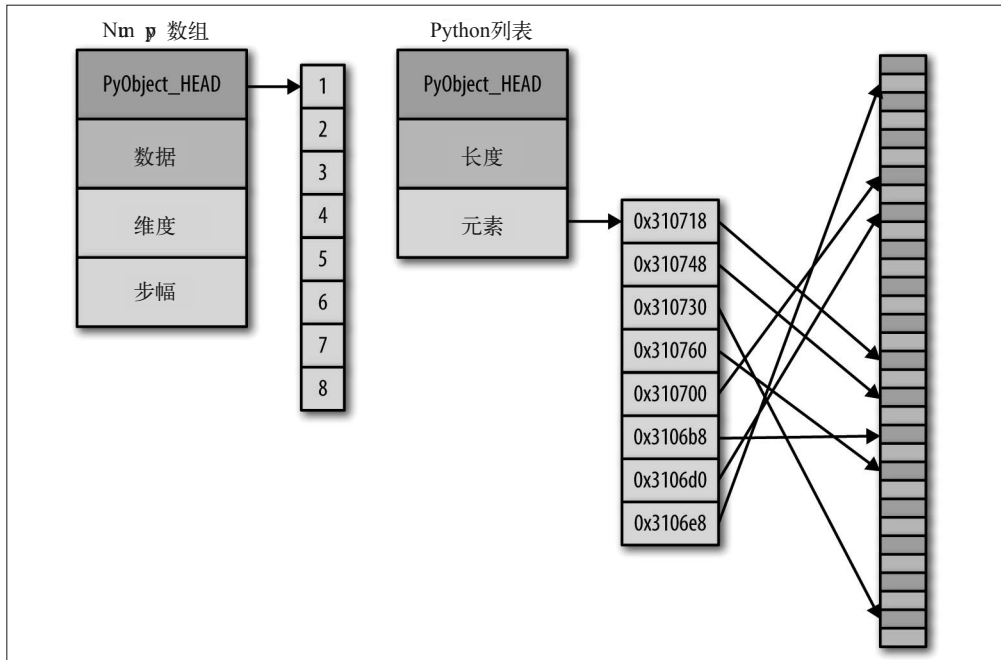 Numpy 数组
PyObject_HEAD
数据
维度
步幅
1
2
3
4
5
6
7
8
Python列表
PyObject_HEAD
长度
元素
0x310718
0x310748
0x310730
0x310760
0x310700
0x3106b8
0x3106d0
0x3106e8